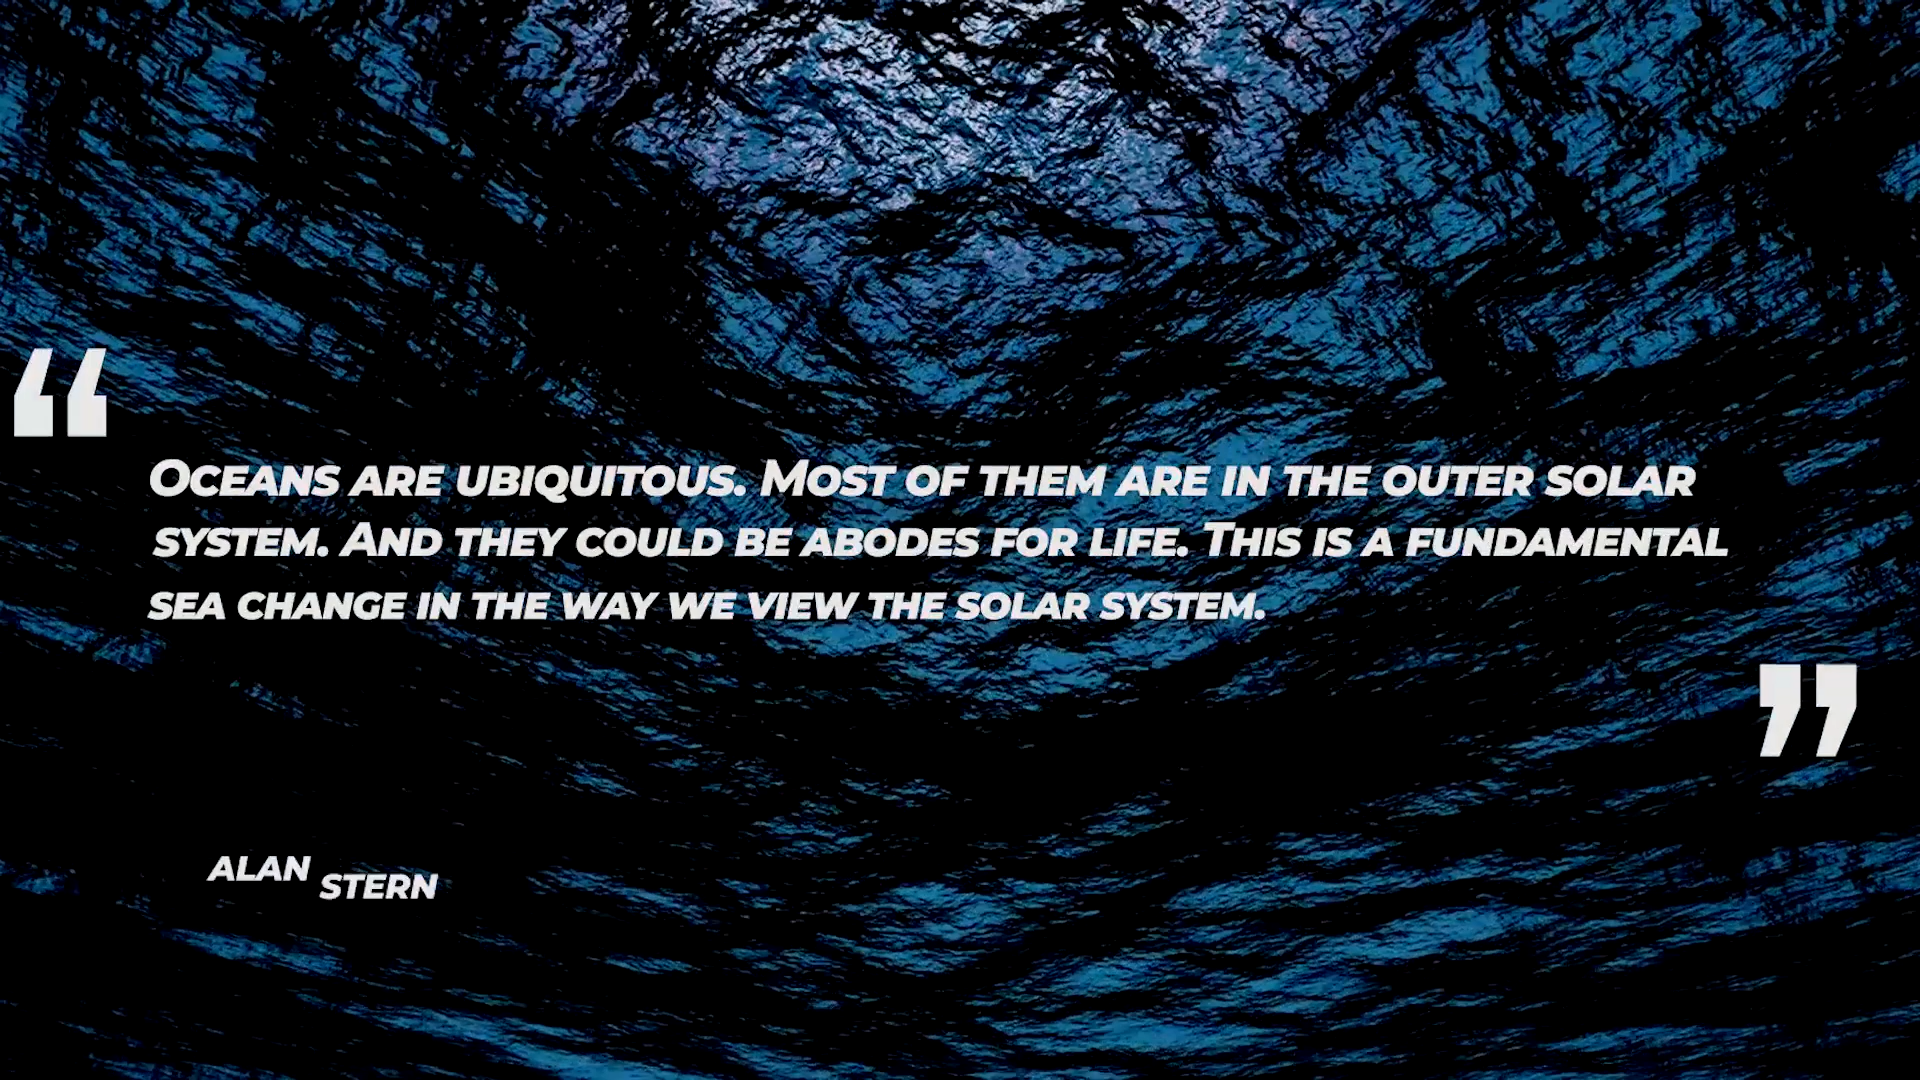 “
Oceans are ubiquitous. Most of them are in the outer solar
system. And they could be abodes for life. This is a fundamental
sea change in the way we view the solar system.
”
ALAN STERN